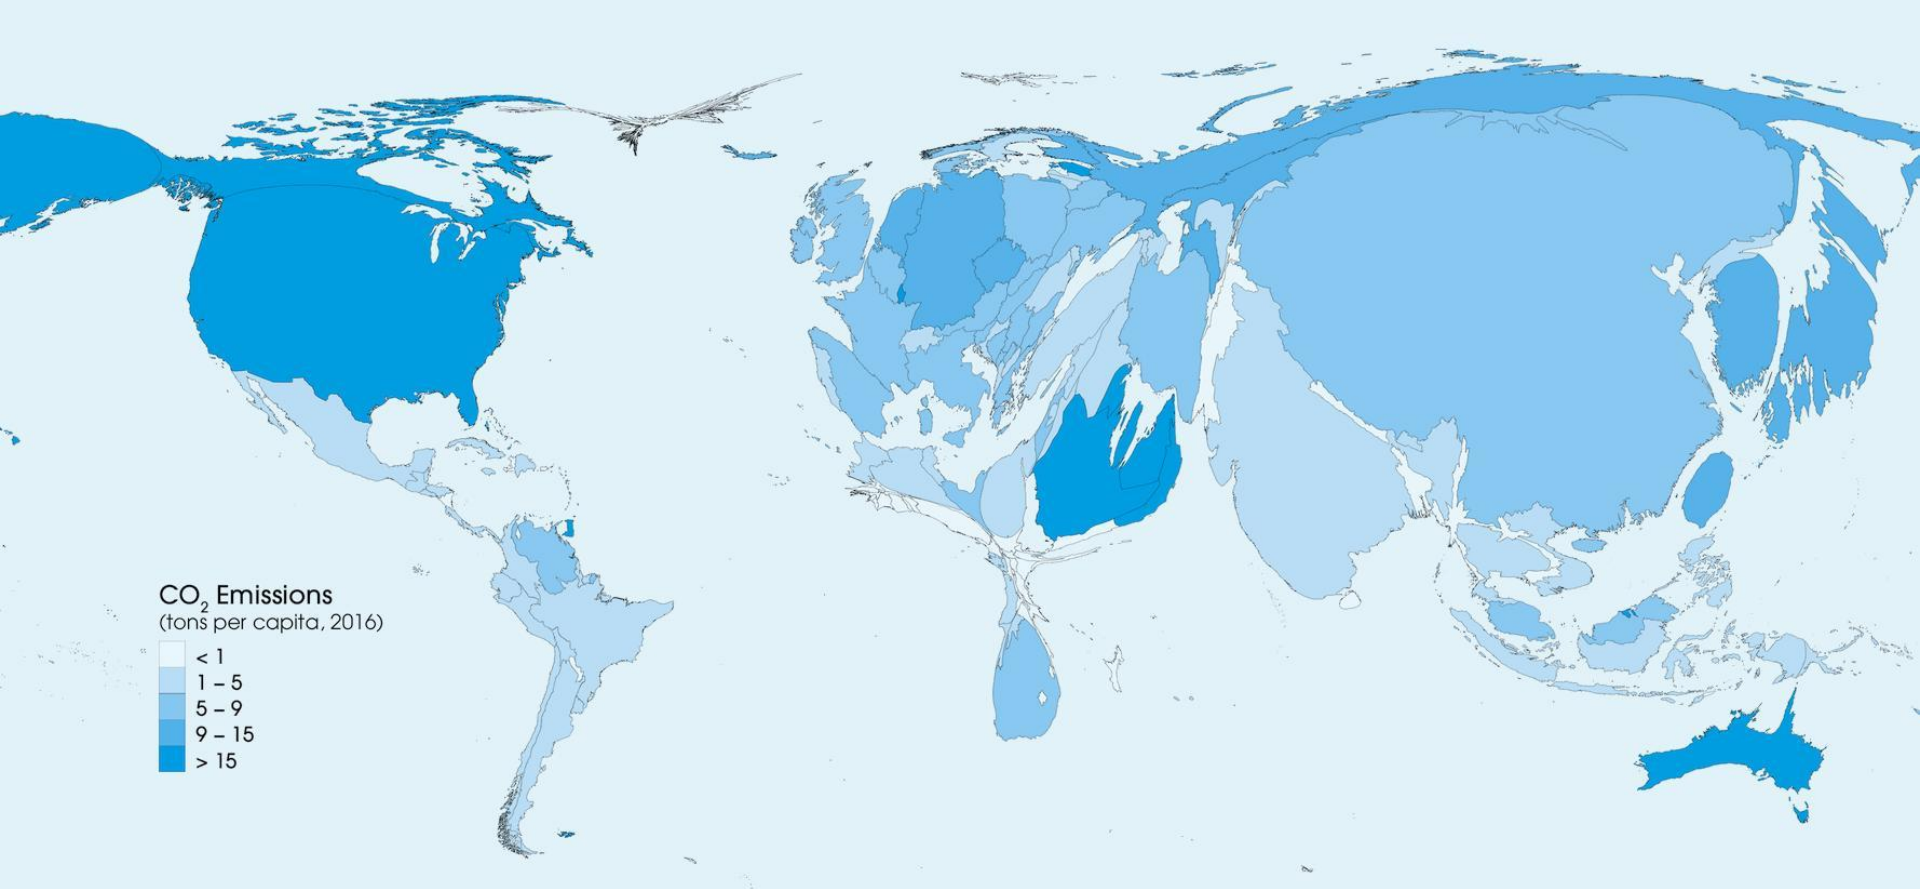 CO₂ Emissions
(tons per capita, 2016)
< 1
1 – 5
5 – 9
9 – 15
> 15